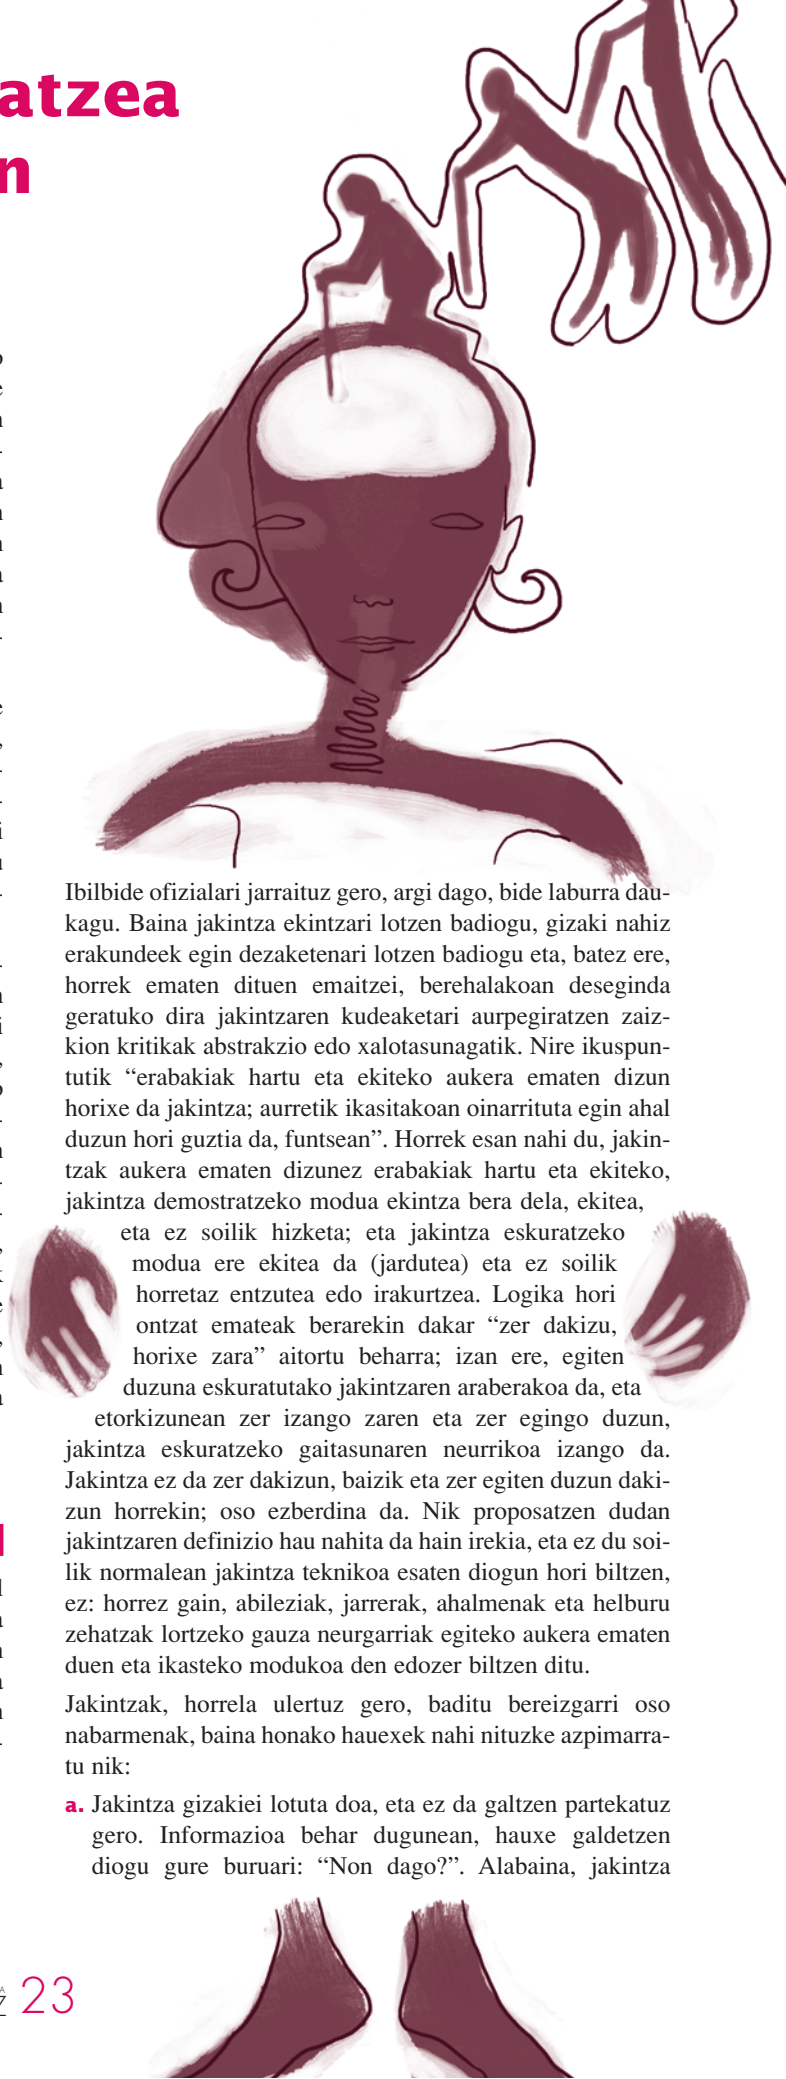 atzea
n
Ibilbide ofizialari jarraituz gero, argi dago, bide laburra dau-
kagu. Baina jakintza ekintzari lotzen badiogu, gizaki nahiz
erakundeek egin dezaketenari lotzen badiogu eta, batez ere,
horrek ematen dituen emaitzei, berehalakoan deseginda
geratuko dira jakintzaren kudeaketari aurpegiratzen zaiz-
kion kritikak abstrakzio edo xalotasunagatik. Nire ikuspun-
tutik “erabakiak hartu eta ekiteko aukera ematen dizun
horixe da jakintza; aurretik ikasitakoan oinarrituta egin ahal
duzun hori guztia da, funtsean”. Horrek esan nahi du, jakin-
tzak aukera ematen dizunez erabakiak hartu eta ekiteko,
jakintza demostratzeko modua ekintza bera dela, ekitea,
eta ez soilik hizketa; eta jakintza eskuratzeko
modua ere ekitea da (jardutea) eta ez soilik
horretaz entzutea edo irakurtzea. Logika hori
ontzat emateak berarekin dakar “zer dakizu,
horixe zara” aitortu beharra; izan ere, egiten
duzuna eskuratutako jakintzaren araberakoa da, eta
etorkizunean zer izango zaren eta zer egingo duzun,
jakintza eskuratzeko gaitasunaren neurrikoa izango da.
Jakintza ez da zer dakizun, baizik eta zer egiten duzun daki-
zun horrekin; oso ezberdina da. Nik proposatzen dudan
jakintzaren definizio hau nahita da hain irekia, eta ez du soi-
lik normalean jakintza teknikoa esaten diogun hori biltzen,
ez: horrez gain, abileziak, jarrerak, ahalmenak eta helburu
zehatzak lortzeko gauza neurgarriak egiteko aukera ematen
duen eta ikasteko modukoa den edozer biltzen ditu.
Jakintzak, horrela ulertuz gero, baditu bereizgarri oso
nabarmenak, baina honako hauexek nahi nituzke azpimarra-
tu nik:
a. Jakintza gizakiei lotuta doa, eta ez da galtzen partekatuz
gero. Informazioa behar dugunean, hauxe galdetzen
diogu gure buruari: “Non dago?”. Alabaina, jakintza
23